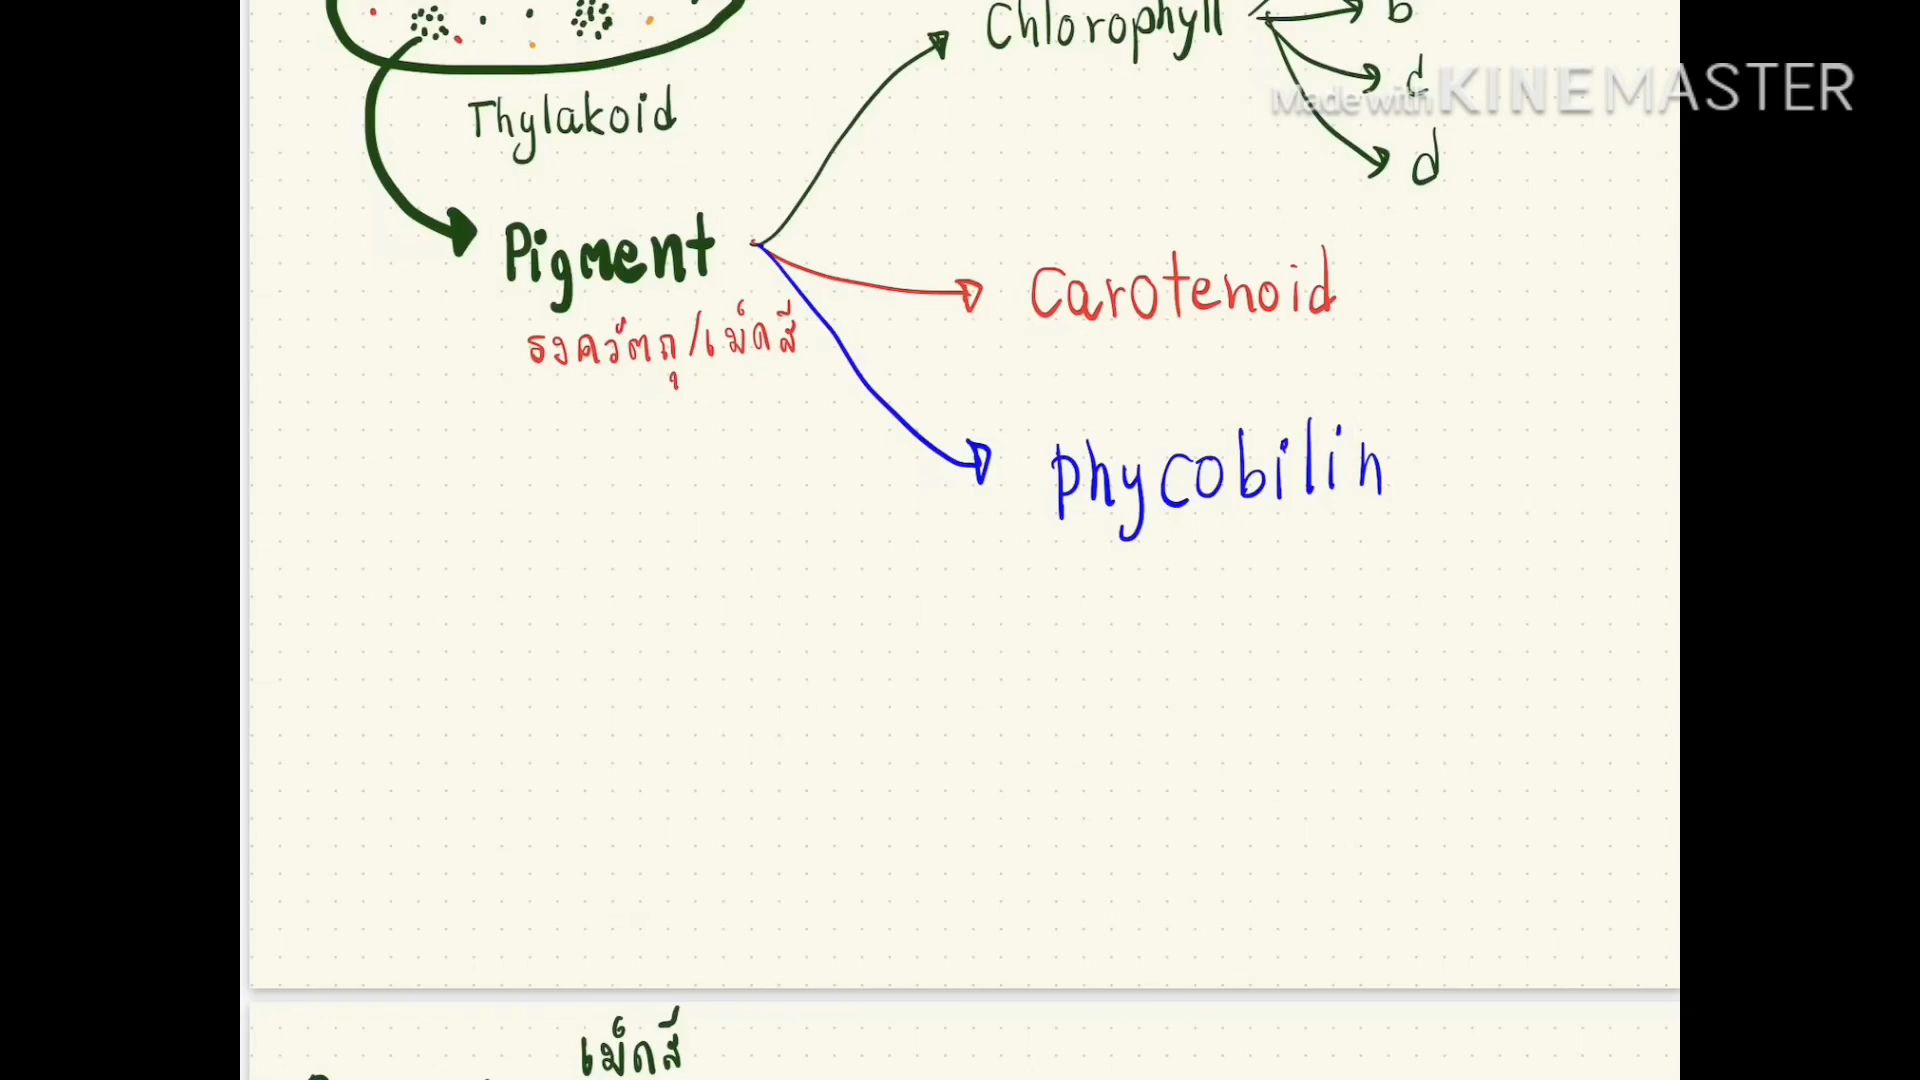 Chlorophyll
b
c
Made with KINEMASTER
Thylakoid
d
Pigment
Carotenoid
รงควัตถุ/เม็ดสี
phycobilin
เม็ดสี